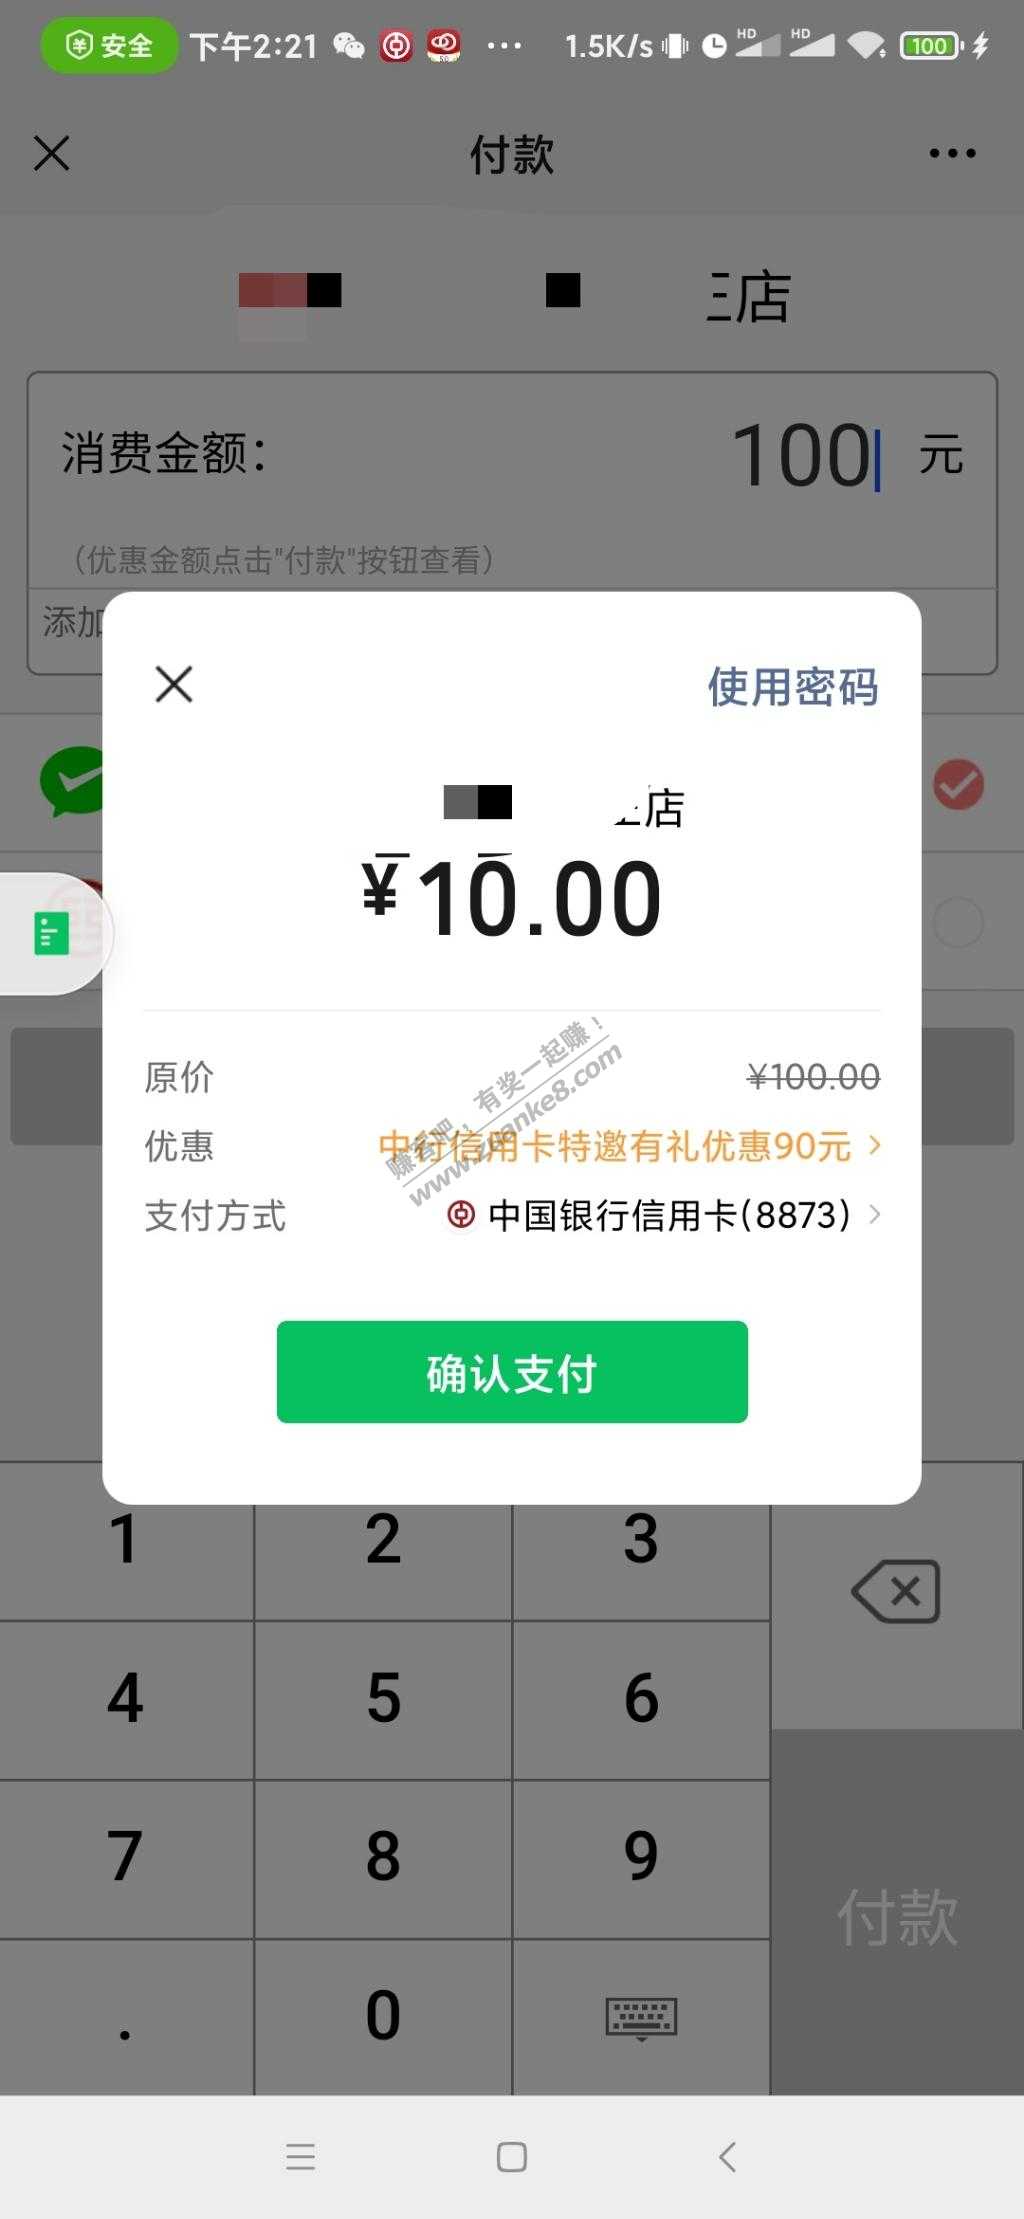 安全 下午2:21 ··· 1.5K/s HD HD 100
付款
店
消费金额： 100 元
（优惠金额点击"付款"按钮查看）
添加
使用密码
店
¥10.00
原价 ¥100.00
优惠 中行信用卡特邀有礼优惠90元
支付方式 中国银行信用卡(8873)
赚客吧，有奖一起赚！
www.zuanke8.com
确认支付
1 2 3
4 5 6
7 8 9
付款
. 0